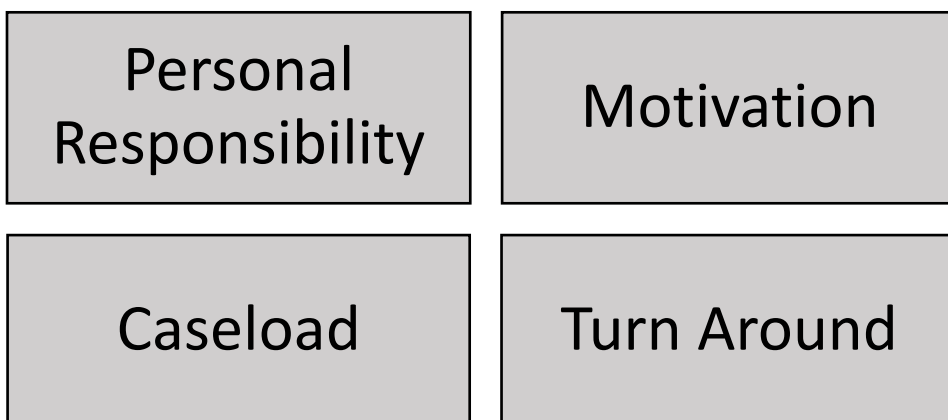 Personal
Responsibility
Motivation
Caseload
Turn Around